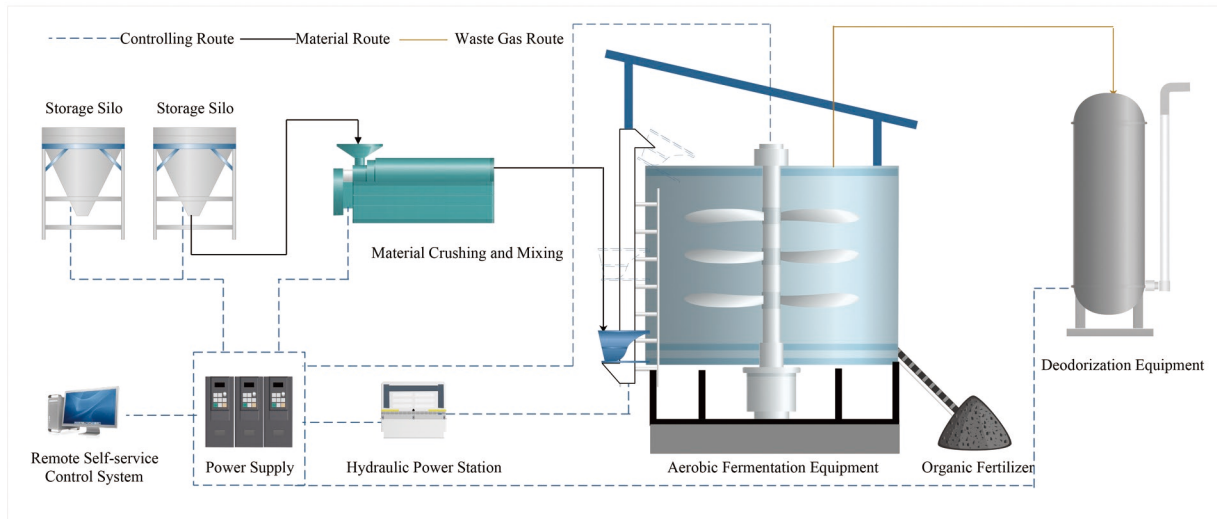 Controlling Route
Material Route
Waste Gas Route
Storage Silo
Storage Silo
Material Crushing and Mixing
Deodorization Equipment
Remote Self-service
Control System
Power Supply
Hydraulic Power Station
Aerobic Fermentation Equipment
Organic Fertilizer